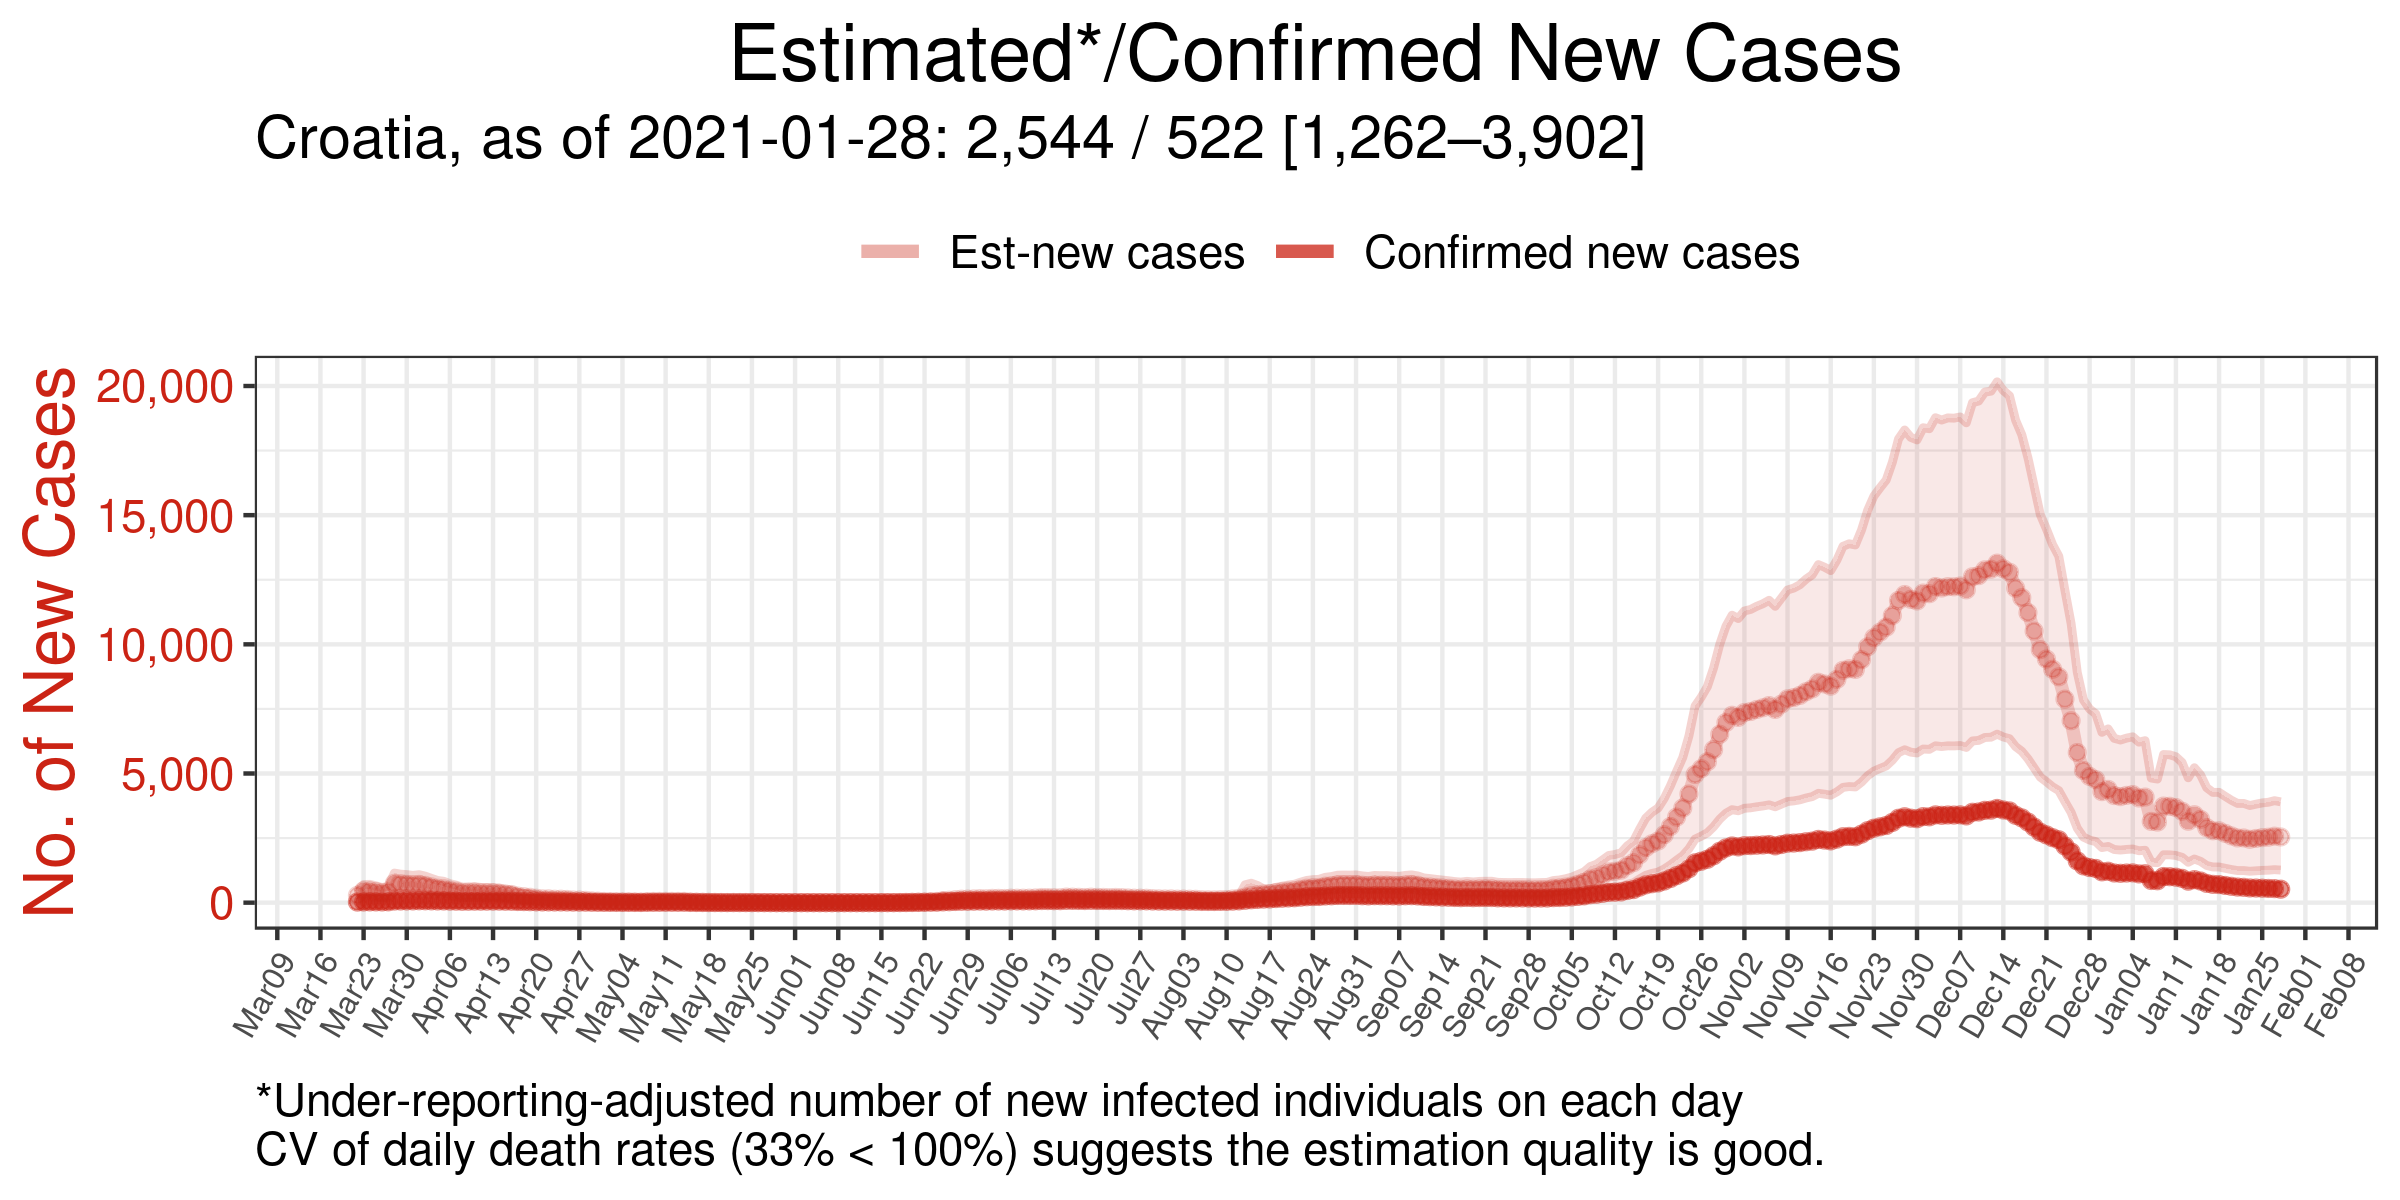 Estimated*/Confirmed New Cases
Croatia, as of 2021-01-28: 2,544 / 522 [1,262–3,902]
Est-new cases Confirmed new cases
No. of New Cases
20,000
15,000
10,000
5,000
0
Mar09 Mar16 Mar23 Mar30 Apr06 Apr13 Apr20 Apr27 May04 May11 May18 May25 Jun01 Jun08 Jun15 Jun22 Jun29 Jul06 Jul13 Jul20 Jul27 Aug03 Aug10 Aug17 Aug24 Aug31 Sep07 Sep14 Sep21 Sep28 Oct05 Oct12 Oct19 Oct26 Nov02 Nov09 Nov16 Nov23 Nov30 Dec07 Dec14 Dec21 Dec28 Jan04 Jan11 Jan18 Jan25 Feb01 Feb08
*Under-reporting-adjusted number of new infected individuals on each day
CV of daily death rates (33% < 100%) suggests the estimation quality is good.